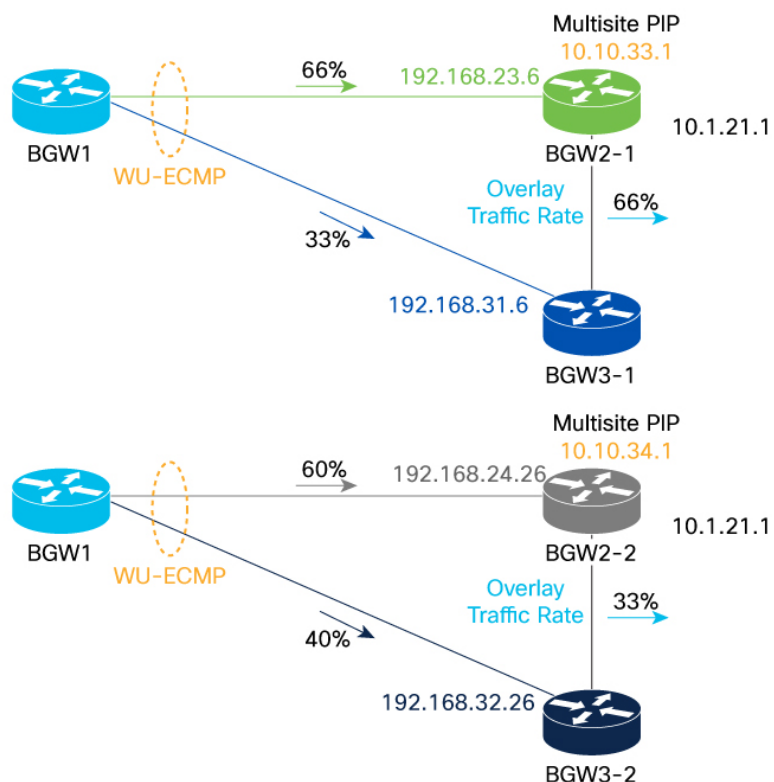 Multisite PIP
10.10.33.1
66%
192.168.23.6
10.1.21.1
BGW1
BGW2-1
WU-ECMP
Overlay
Traffic Rate
66%
33%
192.168.31.6
BGW3-1
Multisite PIP
10.10.34.1
60%
192.168.24.26
10.1.21.1
BGW1
BGW2-2
WU-ECMP
Overlay
Traffic Rate
33%
40%
192.168.32.26
BGW3-2